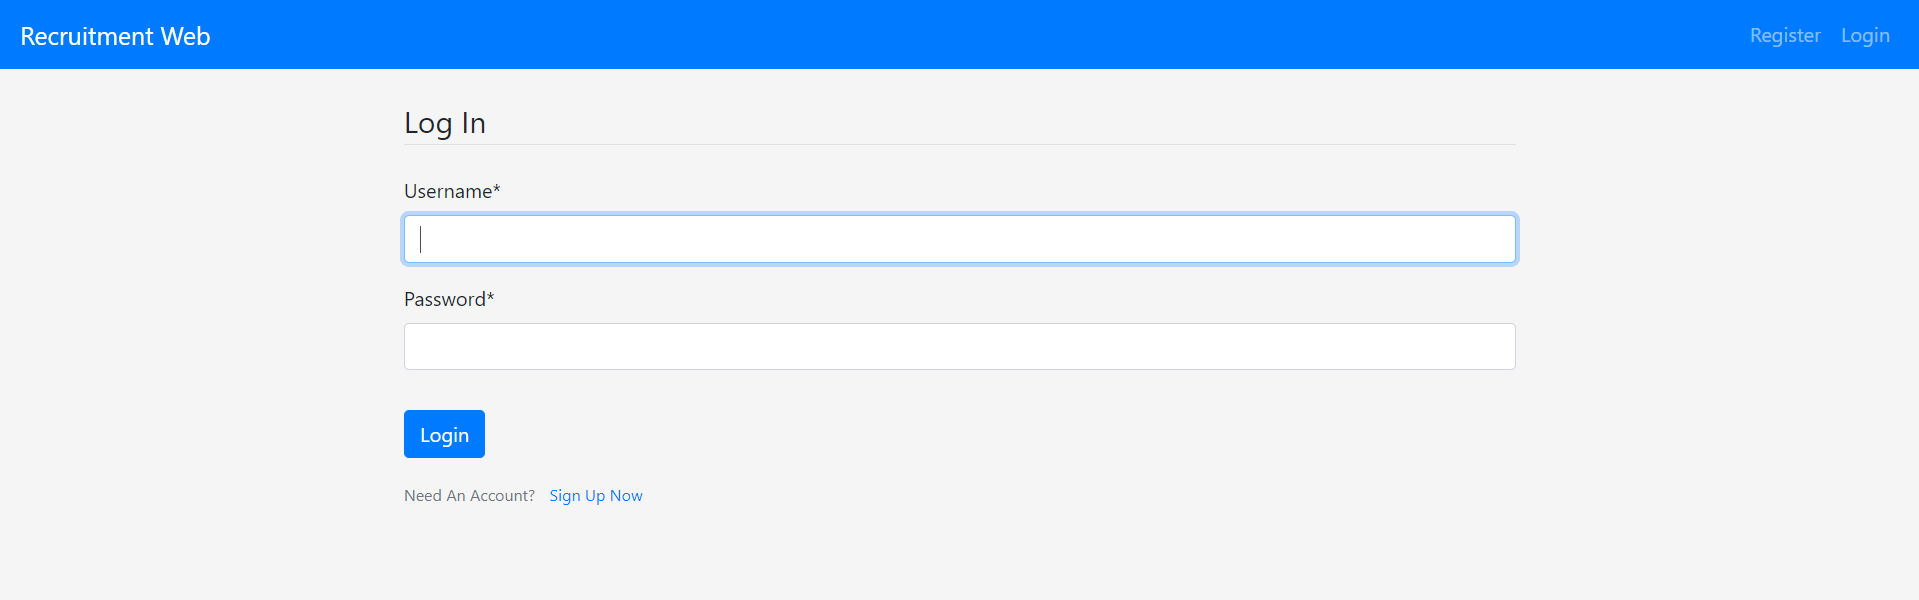 Recruitment Web
Register Login
Log In
Username*
Password*
Login
Need An Account? Sign Up Now